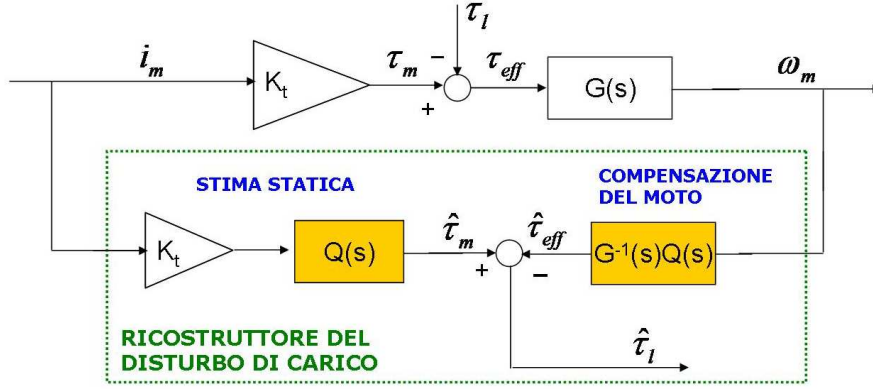 τ_l
i_m
K_t
τ_m
−
+
τ_eff
G(s)
ω_m
STIMA STATICA
COMPENSAZIONE
DEL MOTO
K_t
Q(s)
τ̂_m
+
−
τ̂_eff
G⁻¹(s)Q(s)
RICOSTRUTTORE DEL
DISTURBO DI CARICO
τ̂_l